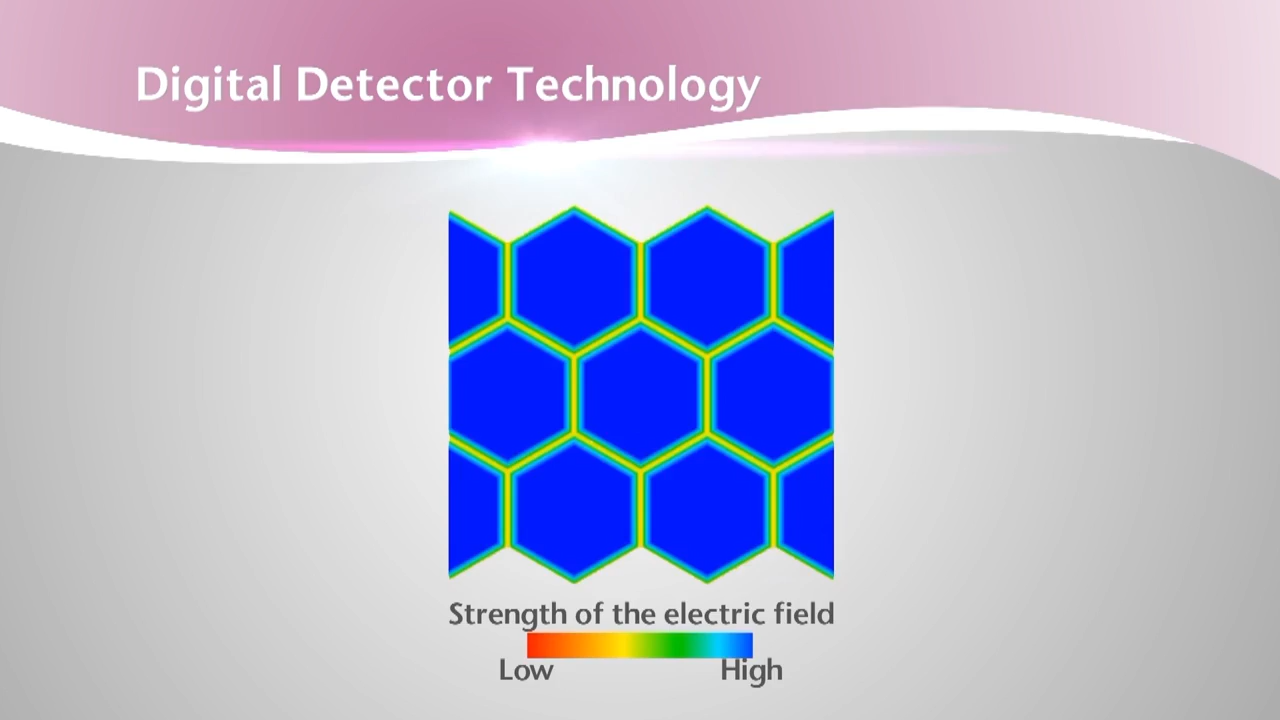 Digital Detector Technology
Strength of the electric field
Low High